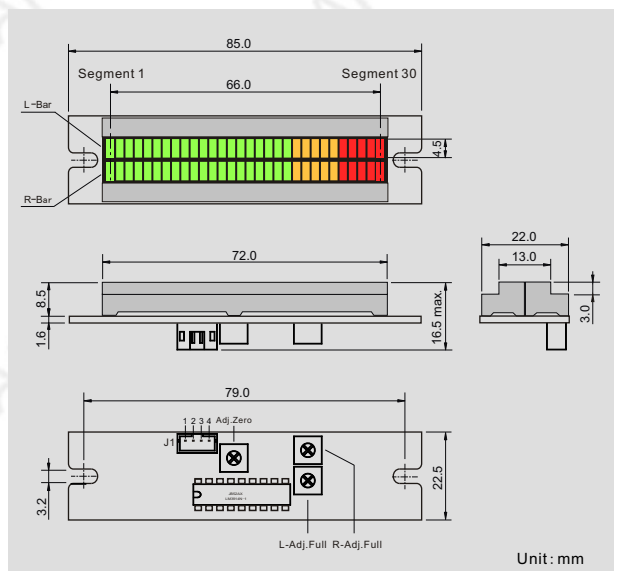 85.0
Segment 1
Segment 30
66.0
L-Bar
4.5
R-Bar
72.0
22.0
13.0
8.5
1.6
16.5 max.
3.0
79.0
1 2 3 4
Adj.Zero
J1
22.5
3.2
L-Adj.Full
R-Adj.Full
Unit: mm